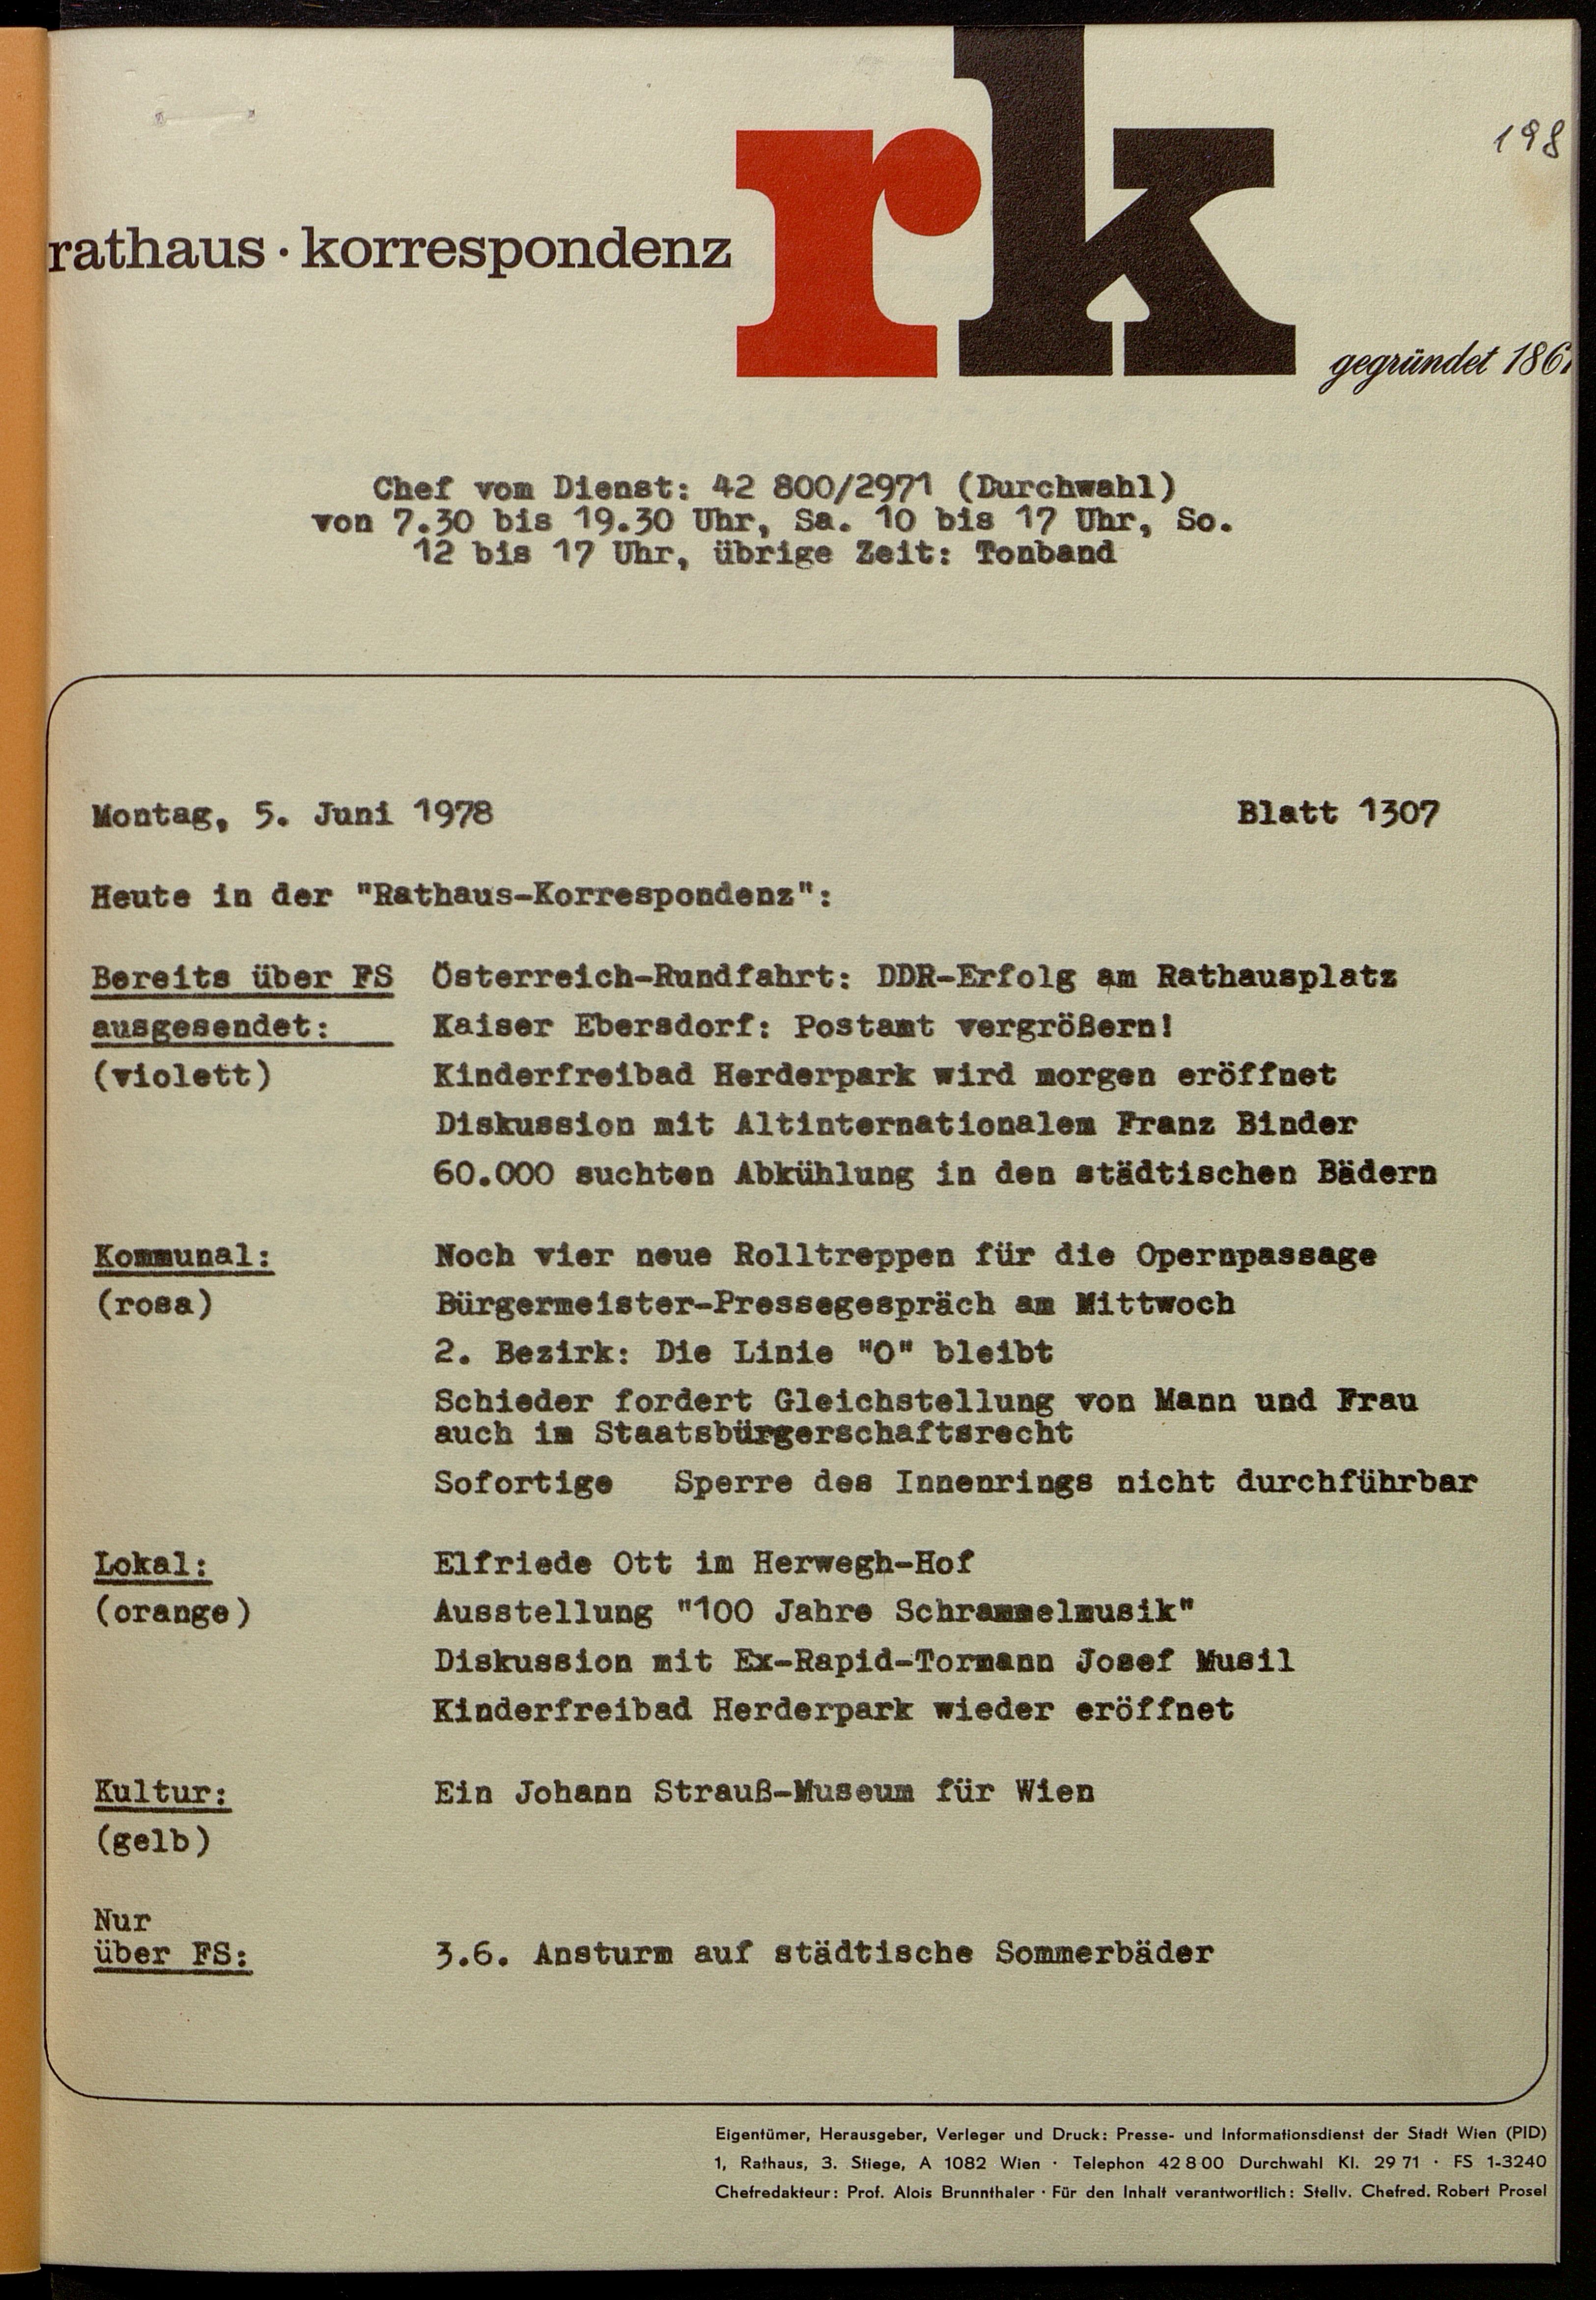 198
rk
rathaus · korrespondenz
gegründet 1861
Chef vom Dienst: 42 800/2971 (Durchwahl)
von 7.30 bis 19.30 Uhr, Sa. 10 bis 17 Uhr, So.
12 bis 17 Uhr, übrige Zeit: Tonband
Montag, 5. Juni 1978 Blatt 1307
Heute in der "Rathaus-Korrespondenz":
Bereits über FS Österreich-Rundfahrt: DDR-Erfolg am Rathausplatz
ausgesendet: Kaiser Ebersdorf: Postamt vergrößern!
(violett) Kinderfreibad Herderpark wird morgen eröffnet
Diskussion mit Altinternationalem Franz Binder
60.000 suchten Abkühlung in den städtischen Bädern
Kommunal: Noch vier neue Rolltreppen für die Opernpassage
(rosa) Bürgermeister-Pressegespräch am Mittwoch
2. Bezirk: Die Linie "O" bleibt
Schieder fordert Gleichstellung von Mann und Frau
auch im Staatsbürgerschaftsrecht
Sofortige Sperre des Innenrings nicht durchführbar
Lokal: Elfriede Ott im Herwegh-Hof
(orange) Ausstellung "100 Jahre Schrammelmusik"
Diskussion mit Ex-Rapid-Tormann Josef Musil
Kinderfreibad Herderpark wieder eröffnet
Kultur: Ein Johann Strauß-Museum für Wien
(gelb)
Nur
über FS: 3.6. Ansturm auf städtische Sommerbäder
Eigentümer, Herausgeber, Verleger und Druck: Presse- und Informationsdienst der Stadt Wien (PID)
1, Rathaus, 3. Stiege, A 1082 Wien · Telephon 42 8 00 Durchwahl Kl. 29 71 · FS 1-3240
Chefredakteur: Prof. Alois Brunnthaler · Für den Inhalt verantwortlich: Stellv. Chefred. Robert Prosel